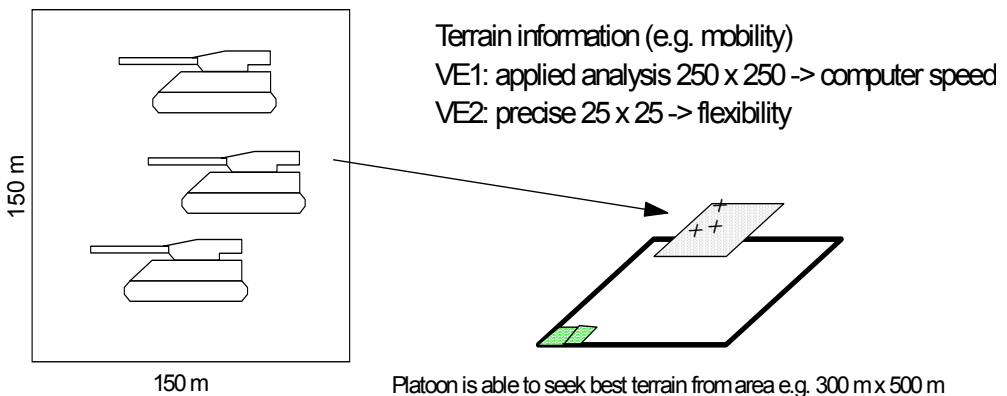 Terrain information (e.g. mobility)
VE1: applied analysis 250 x 250 -> computer speed
VE2: precise 25 x 25 -> flexibility
150 m
150 m
Platoon is able to seek best terrain from area e.g. 300 m x 500 m